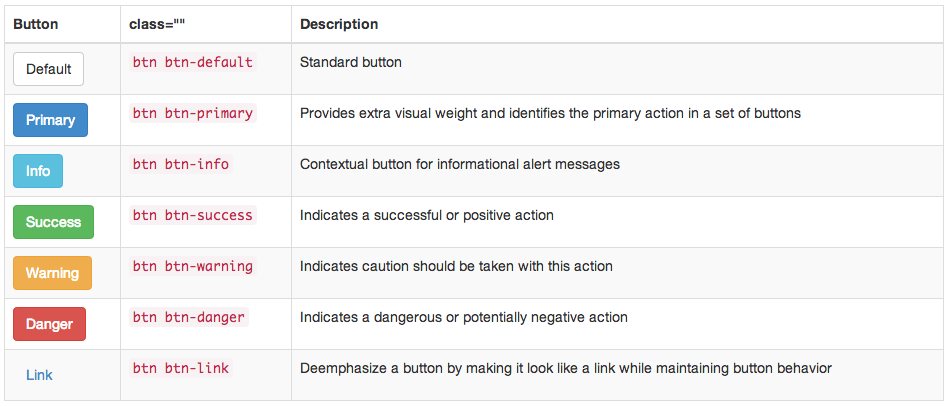 Button class="" Description
Default btn btn-default Standard button
Primary btn btn-primary Provides extra visual weight and identifies the primary action in a set of buttons
Info btn btn-info Contextual button for informational alert messages
Success btn btn-success Indicates a successful or positive action
Warning btn btn-warning Indicates caution should be taken with this action
Danger btn btn-danger Indicates a dangerous or potentially negative action
Link btn btn-link Deemphasize a button by making it look like a link while maintaining button behavior